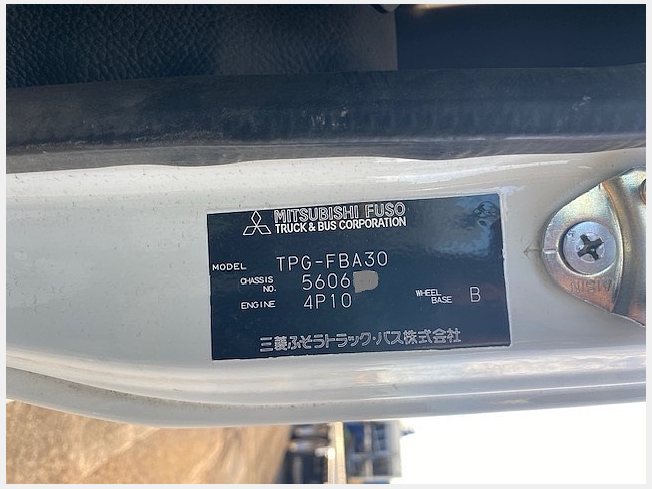 MITSUBISHI FUSO
TRUCK & BUS CORPORATION
MODEL TPG-FBA30
CHASSIS NO. 5606
ENGINE 4P10 WHEEL BASE B
三菱ふそうトラック・バス株式会社
AISIN